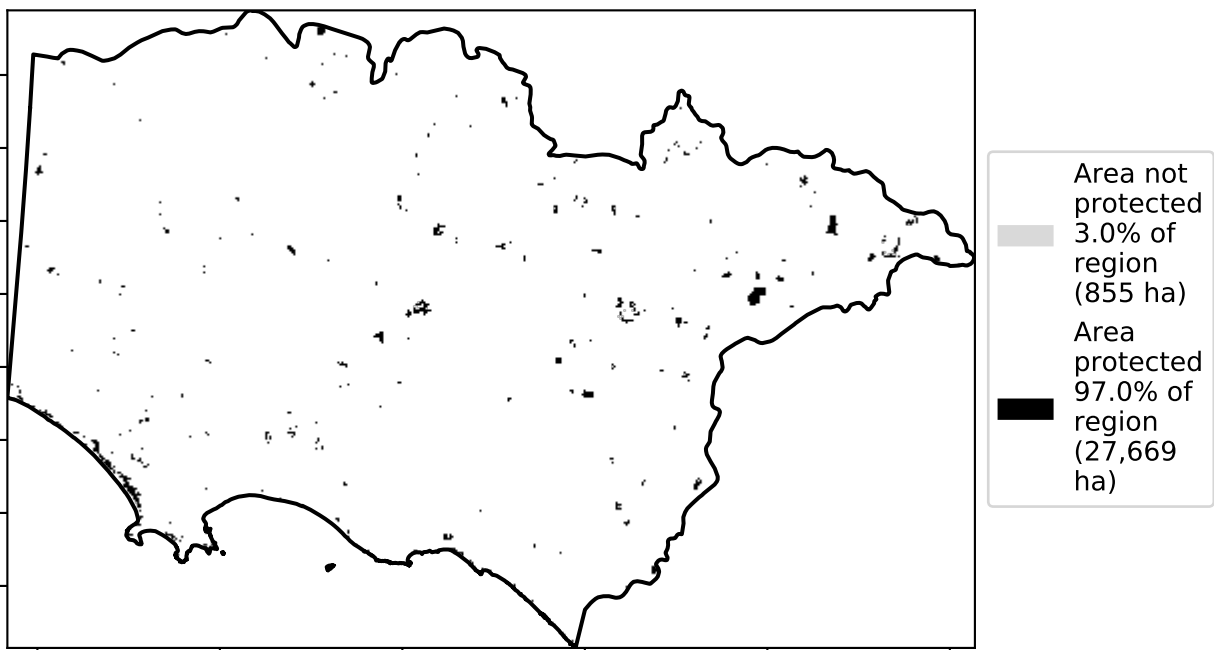 Area not
protected
3.0% of
region
(855 ha)
Area
protected
97.0% of
region
(27,669
ha)